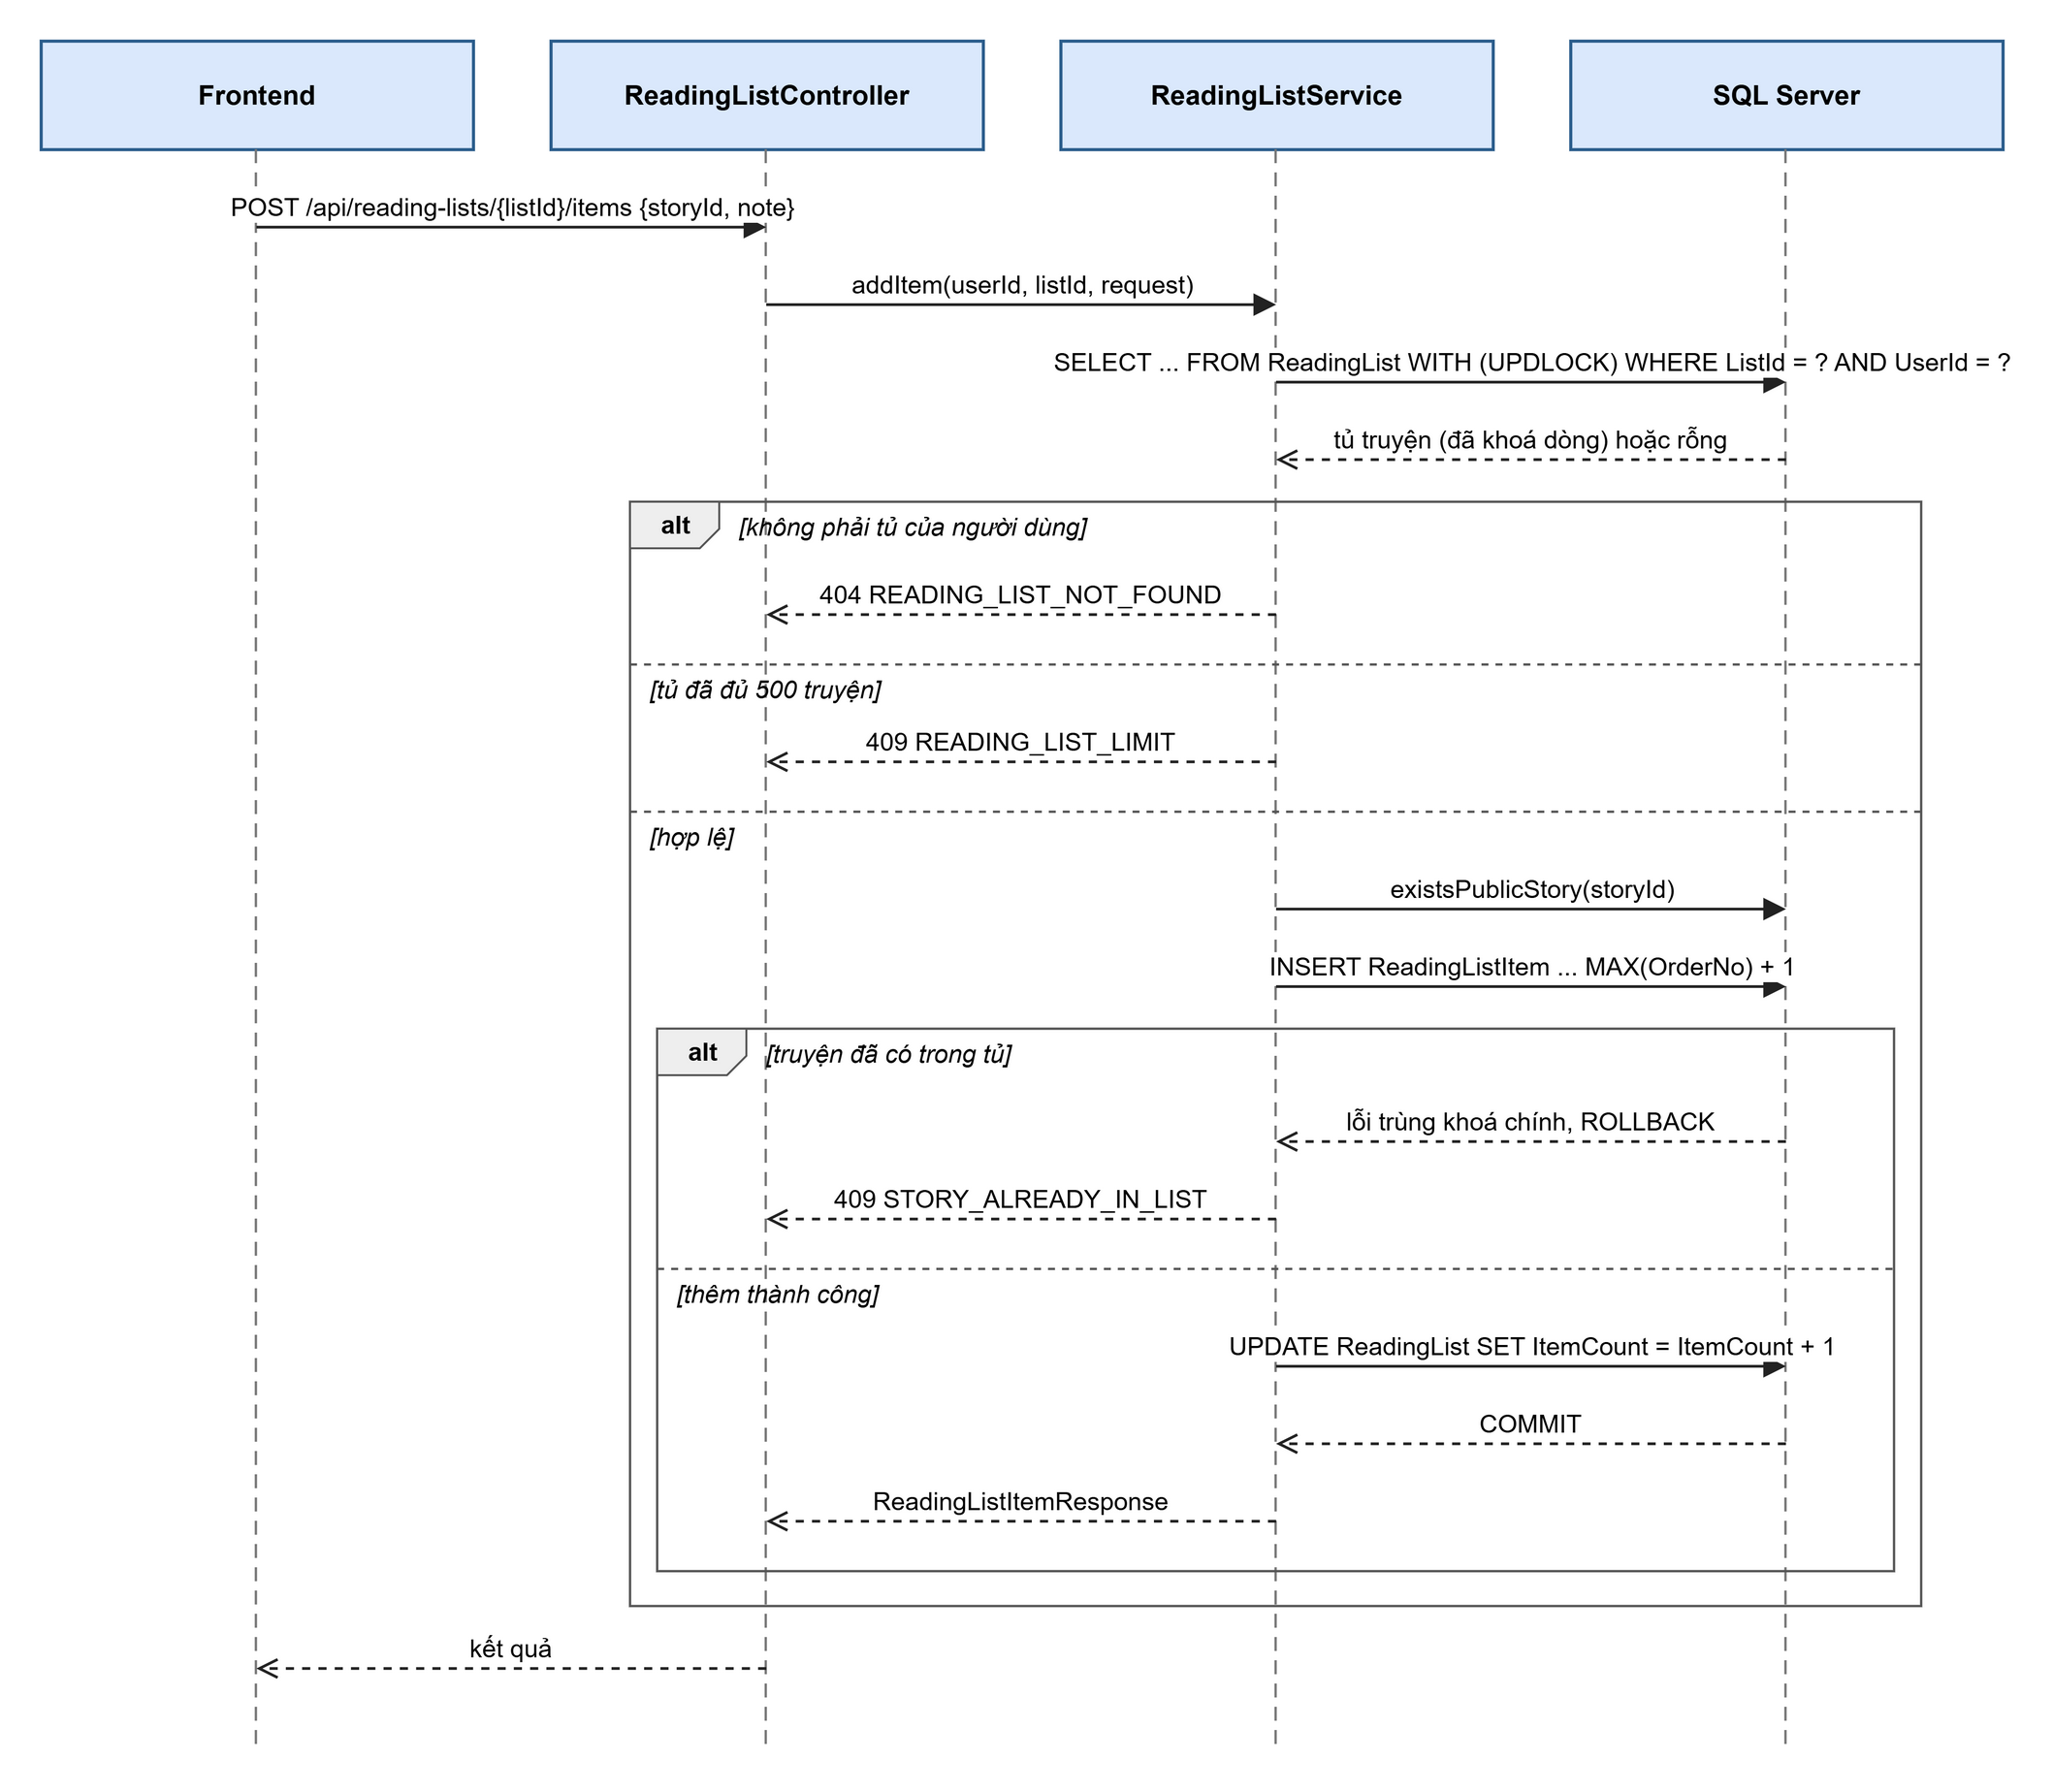 Frontend
ReadingListController
ReadingListService
SQL Server
POST /api/reading-lists/{listId}/items {storyId, note}
addItem(userId, listId, request)
SELECT ... FROM ReadingList WITH (UPDLOCK) WHERE ListId = ? AND UserId = ?
tủ truyện (đã khoá dòng) hoặc rỗng
alt
[không phải tủ của người dùng]
404 READING_LIST_NOT_FOUND
[tủ đã đủ 500 truyện]
409 READING_LIST_LIMIT
[hợp lệ]
existsPublicStory(storyId)
INSERT ReadingListItem ... MAX(OrderNo) + 1
alt
[truyện đã có trong tủ]
lỗi trùng khoá chính, ROLLBACK
409 STORY_ALREADY_IN_LIST
[thêm thành công]
UPDATE ReadingList SET ItemCount = ItemCount + 1
COMMIT
ReadingListItemResponse
kết quả